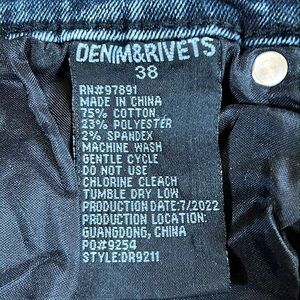 DENIM&RIVETS
38
RN#97891
MADE IN CHINA
75% COTTON
23% POLYESTER
2% SPANDEX
MACHINE WASH
GENTLE CYCLE
DO NOT USE
CHLORINE CLEACH
TUMBLE DRY LOW
PRODUCTION DATE:7/2022
PRODUCTION LOCATION:
GUANGDONG, CHINA
PO#9254
STYLE:DR9211